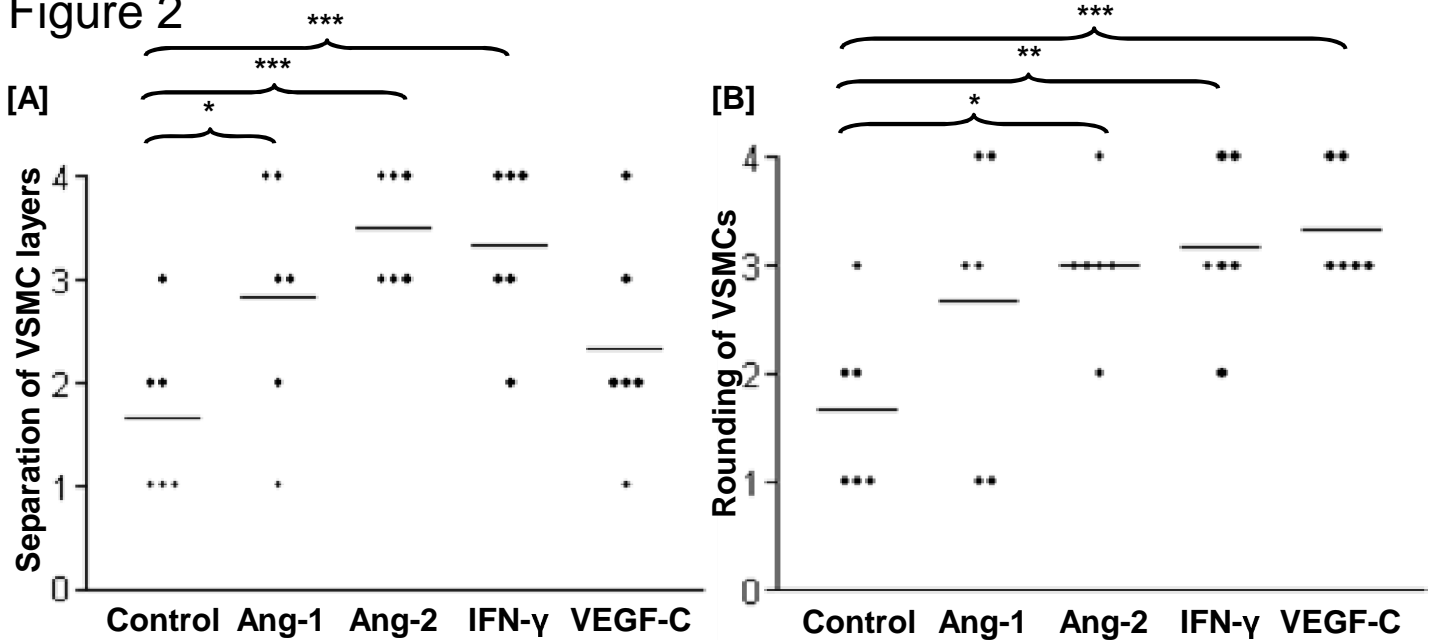 Figure 2
[A]
***
***
*
Separation of VSMC layers
4
3
2
1
0
Control Ang-1 Ang-2 IFN-γ VEGF-C
[B]
***
**
*
Rounding of VSMCs
4
3
2
1
0
Control Ang-1 Ang-2 IFN-γ VEGF-C